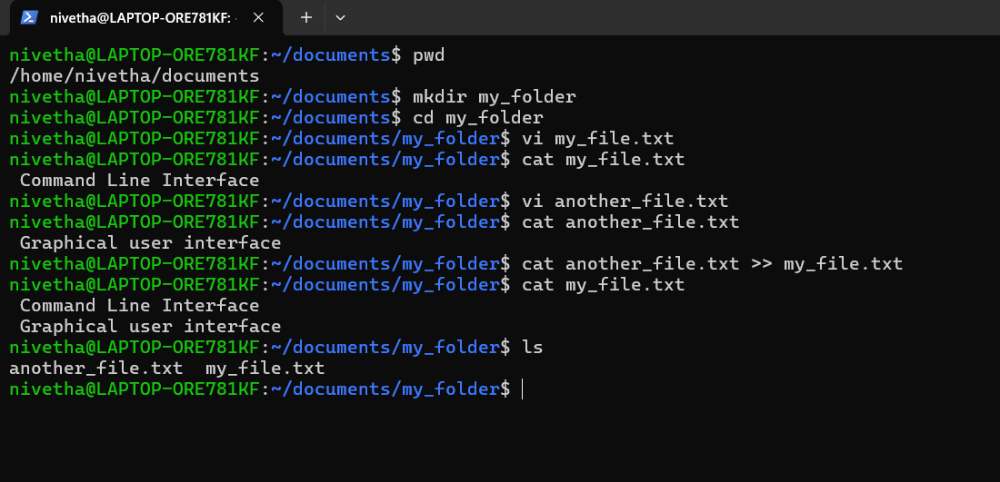 nivetha@LAPTOP-ORE781KF: 
nivetha@LAPTOP-ORE781KF:~/documents$ pwd
/home/nivetha/documents
nivetha@LAPTOP-ORE781KF:~/documents$ mkdir my_folder
nivetha@LAPTOP-ORE781KF:~/documents$ cd my_folder
nivetha@LAPTOP-ORE781KF:~/documents/my_folder$ vi my_file.txt
nivetha@LAPTOP-ORE781KF:~/documents/my_folder$ cat my_file.txt
 Command Line Interface
nivetha@LAPTOP-ORE781KF:~/documents/my_folder$ vi another_file.txt
nivetha@LAPTOP-ORE781KF:~/documents/my_folder$ cat another_file.txt
 Graphical user interface
nivetha@LAPTOP-ORE781KF:~/documents/my_folder$ cat another_file.txt >> my_file.txt
nivetha@LAPTOP-ORE781KF:~/documents/my_folder$ cat my_file.txt
 Command Line Interface
 Graphical user interface
nivetha@LAPTOP-ORE781KF:~/documents/my_folder$ ls
another_file.txt  my_file.txt
nivetha@LAPTOP-ORE781KF:~/documents/my_folder$